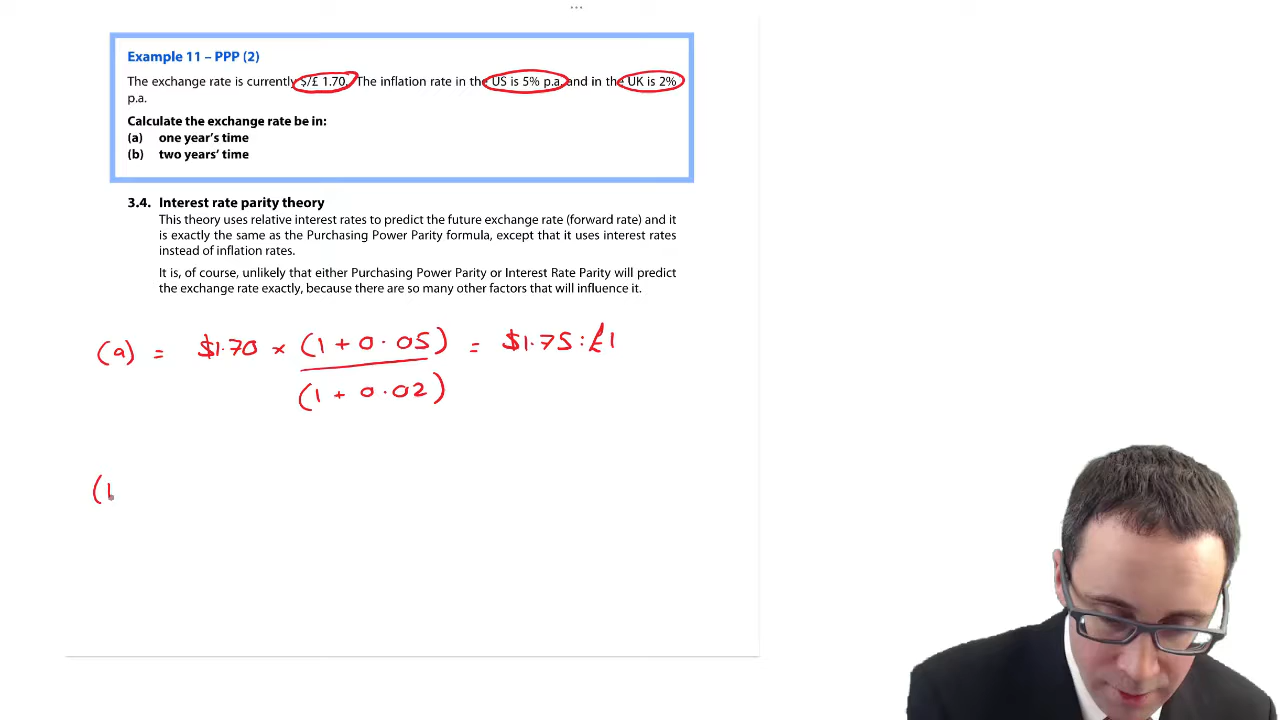 Example 11 – PPP (2)
The exchange rate is currently $/£ 1.70. The inflation rate in the US is 5% p.a. and in the UK is 2%
p.a.
Calculate the exchange rate be in:
(a) one year's time
(b) two years' time
3.4. Interest rate parity theory
This theory uses relative interest rates to predict the future exchange rate (forward rate) and it
is exactly the same as the Purchasing Power Parity formula, except that it uses interest rates
instead of inflation rates.
It is, of course, unlikely that either Purchasing Power Parity or Interest Rate Parity will predict
the exchange rate exactly, because there are so many other factors that will influence it.
(a) = $1.70 × (1 + 0.05) = $1.75 : £1
(1 + 0.02)
(